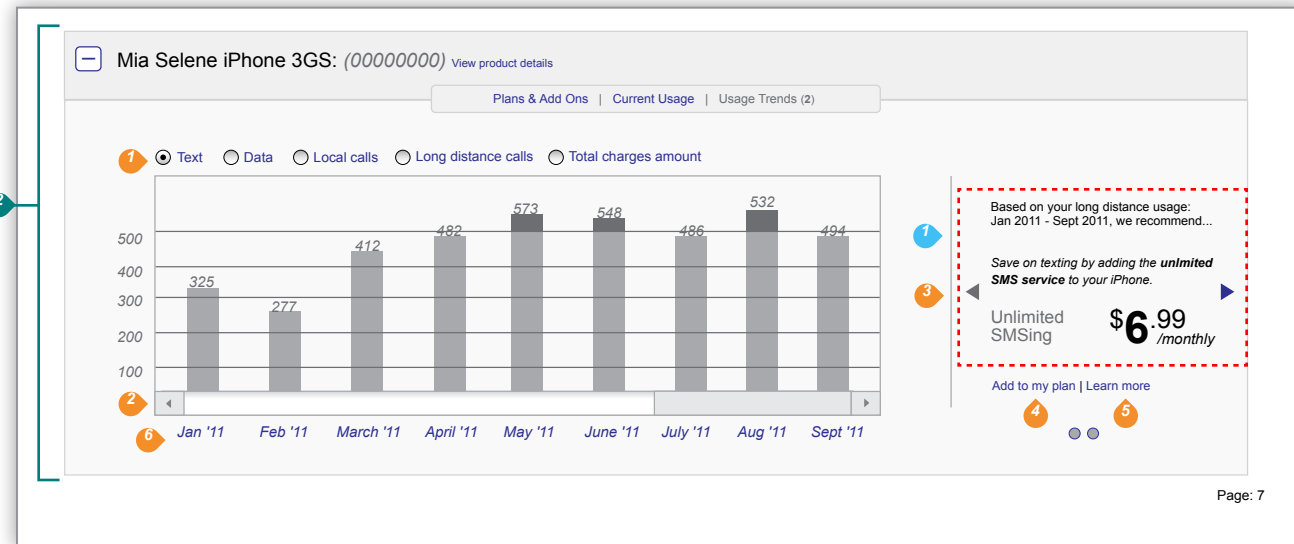 2
Mia Selene iPhone 3GS: (00000000) View product details
Plans & Add Ons | Current Usage | Usage Trends (2)
1 Text Data Local calls Long distance calls Total charges amount
573 548 532
500 482 486 494
412
400
325
300
277
200
100
2
6 Jan '11 Feb '11 March '11 April '11 May '11 June '11 July '11 Aug '11 Sept '11
1
Based on your long distance usage:
Jan 2011 - Sept 2011, we recommend...
Save on texting by adding the unlmited
SMS service to your iPhone.
3
Unlimited
SMSing
$6.99
/monthly
Add to my plan | Learn more
4 5
Page: 7